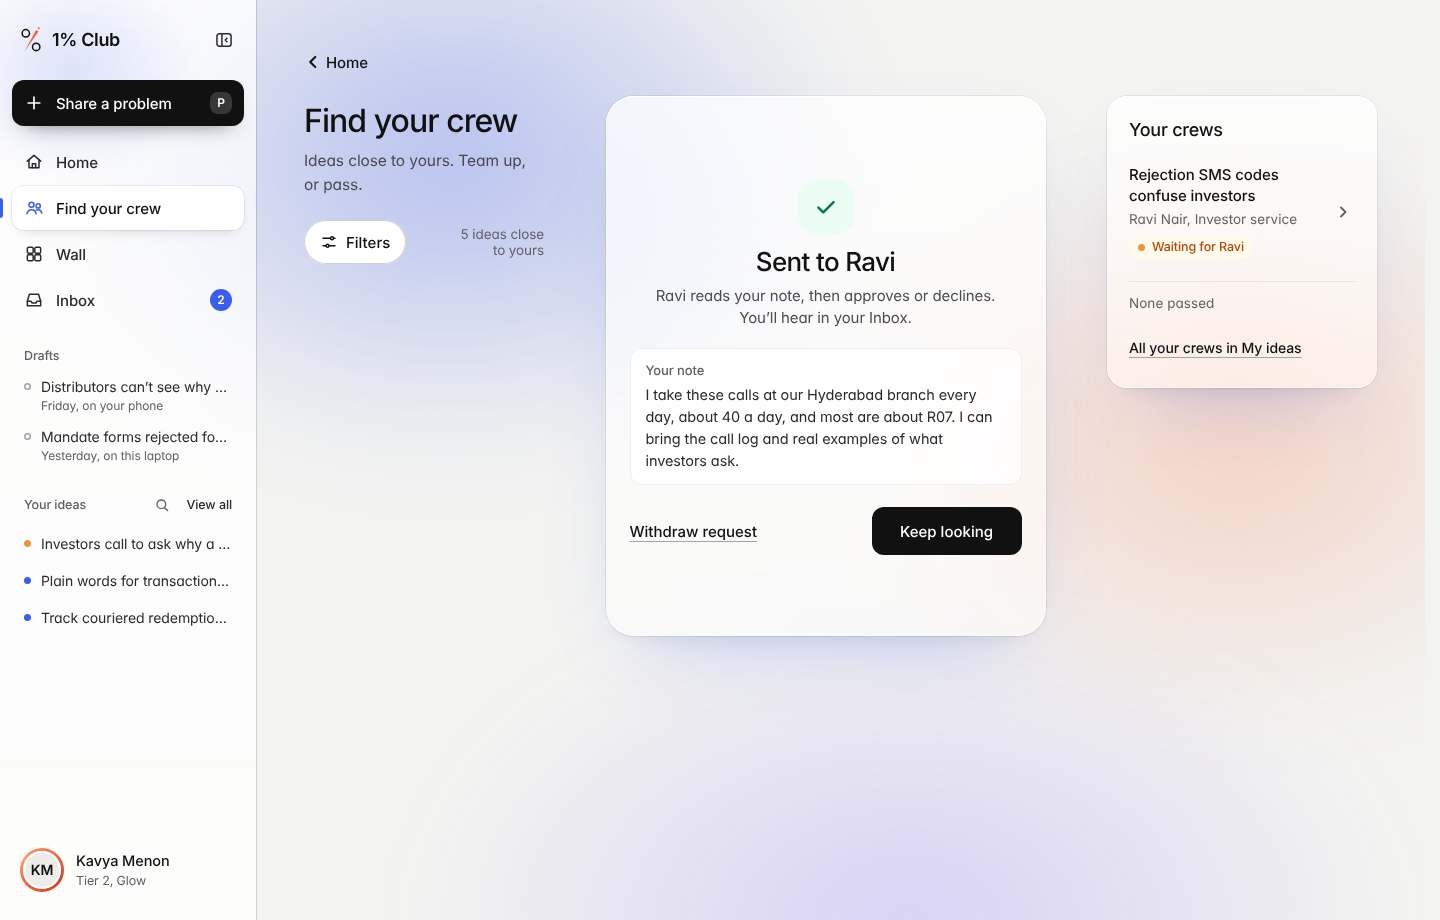 1% Club
Share a problem P
Home
Find your crew
Wall
Inbox 2
Drafts
Distributors can’t see why ...
Friday, on your phone
Mandate forms rejected fo...
Yesterday, on this laptop
Your ideas View all
Investors call to ask why a ...
Plain words for transaction...
Track couriered redemptio...
KM
Kavya Menon
Tier 2, Glow
Home
Find your crew
Ideas close to yours. Team up,
or pass.
Filters
5 ideas close
to yours
Sent to Ravi
Ravi reads your note, then approves or declines.
You’ll hear in your Inbox.
Your note
I take these calls at our Hyderabad branch every
day, about 40 a day, and most are about R07. I can
bring the call log and real examples of what
investors ask.
Withdraw request
Keep looking
Your crews
Rejection SMS codes
confuse investors
Ravi Nair, Investor service
Waiting for Ravi
None passed
All your crews in My ideas